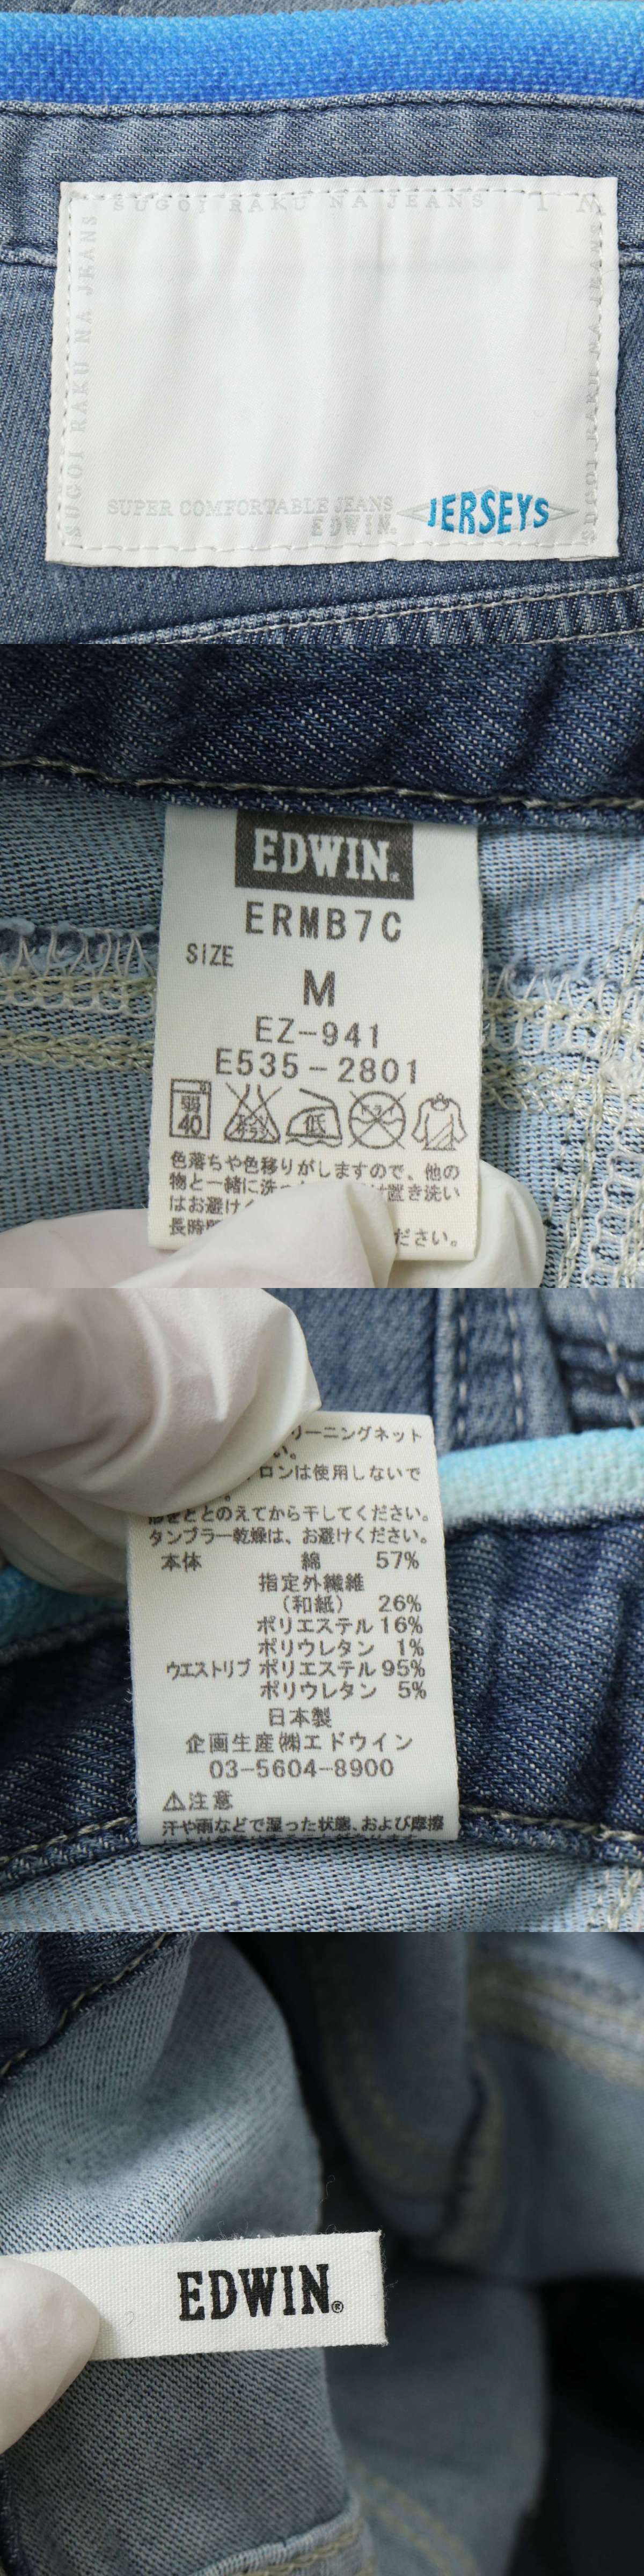 SUGOI RAKU NA JEANS
SUGOI RAKU NA JEANS
SUGOI RAKU NA JEANS
SUPER COMFORTABLE JEANS
EDWIN.
JERSEYS
EDWIN®
ERMB7C
SIZE
M
EZ-941
E535-2801
弱
40
低
色落ちや色移りがしますので、他の
物と一緒に洗っ 置き洗い
はお避け
長時 ださい。
リーニングネット
い。
ロンは使用しないで
。
形をととのえてから干してください。
タンブラー乾燥は、お避けください。
本体 綿 57%
指定外繊維
(和紙) 26%
ポリエステル 16%
ポリウレタン 1%
ウエストリブ ポリエステル 95%
ポリウレタン 5%
日本製
企画生産㈱エドウイン
03-5604-8900
⚠注意
汗や雨などで湿った状態、および摩擦
EDWIN®